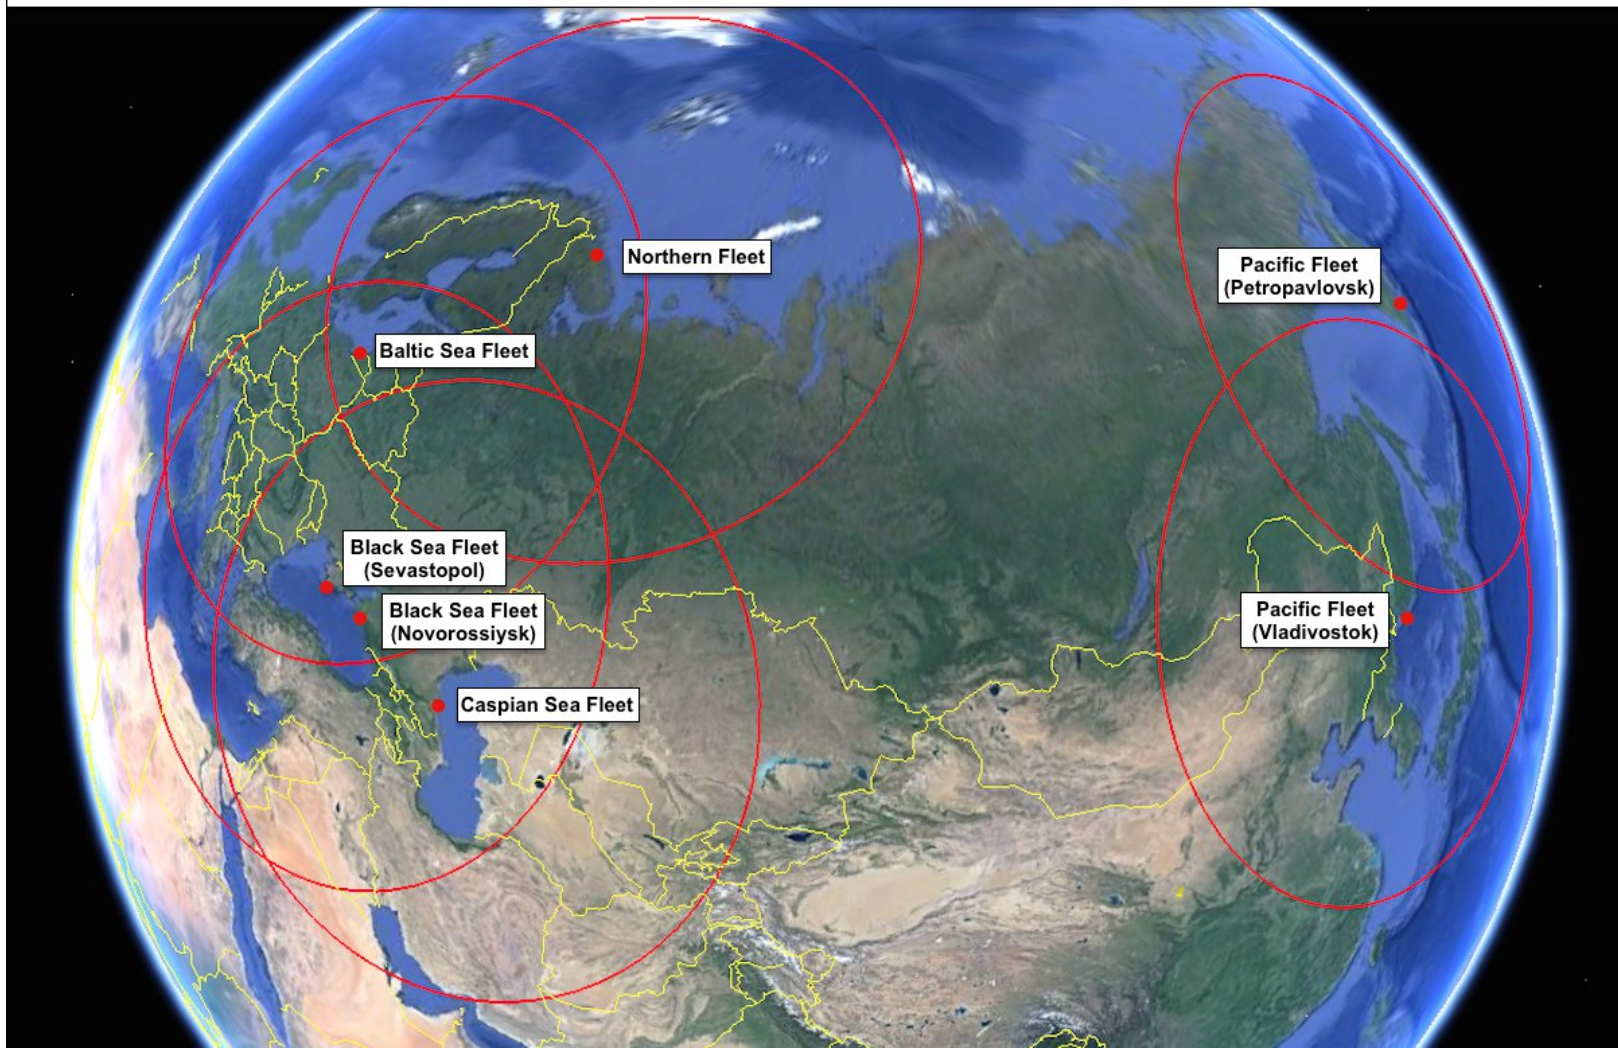 Northern Fleet
Pacific Fleet
(Petropavlovsk)
Baltic Sea Fleet
Black Sea Fleet
(Sevastopol)
Black Sea Fleet
(Novorossiysk)
Pacific Fleet
(Vladivostok)
Caspian Sea Fleet